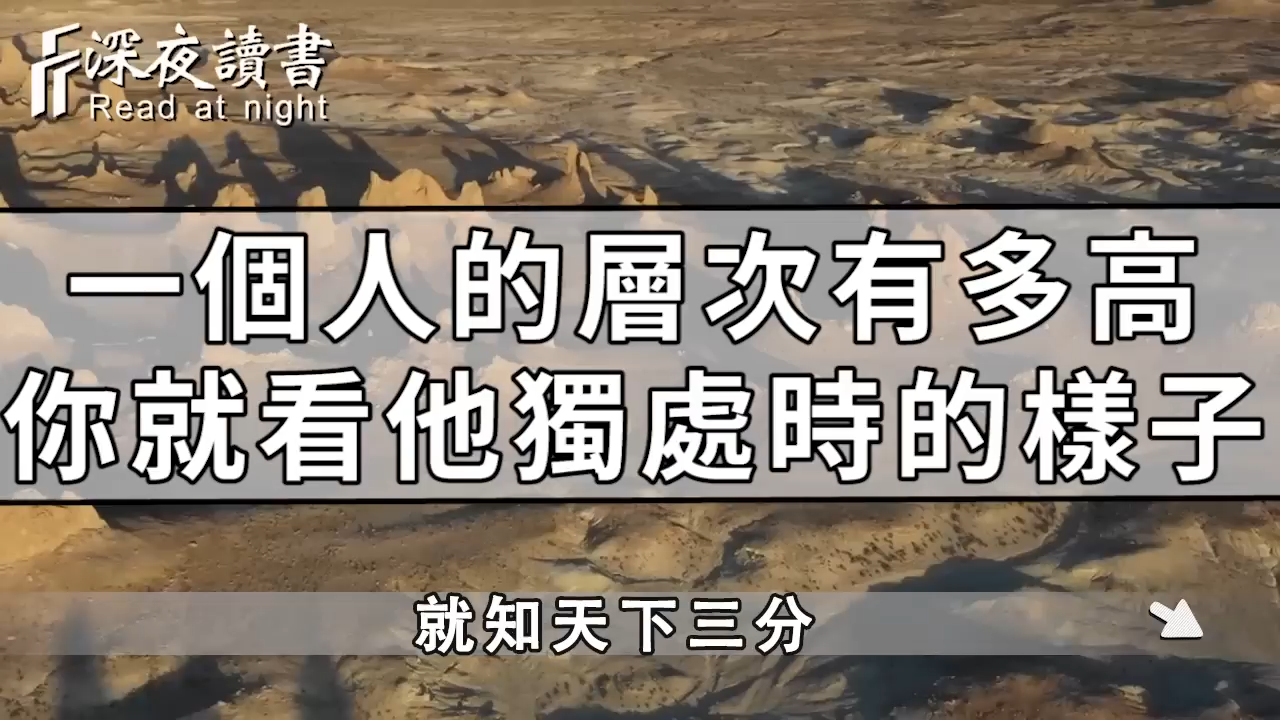 深夜讀書
Read at night
一個人的層次有多高
你就看他獨處時的樣子
就知天下三分